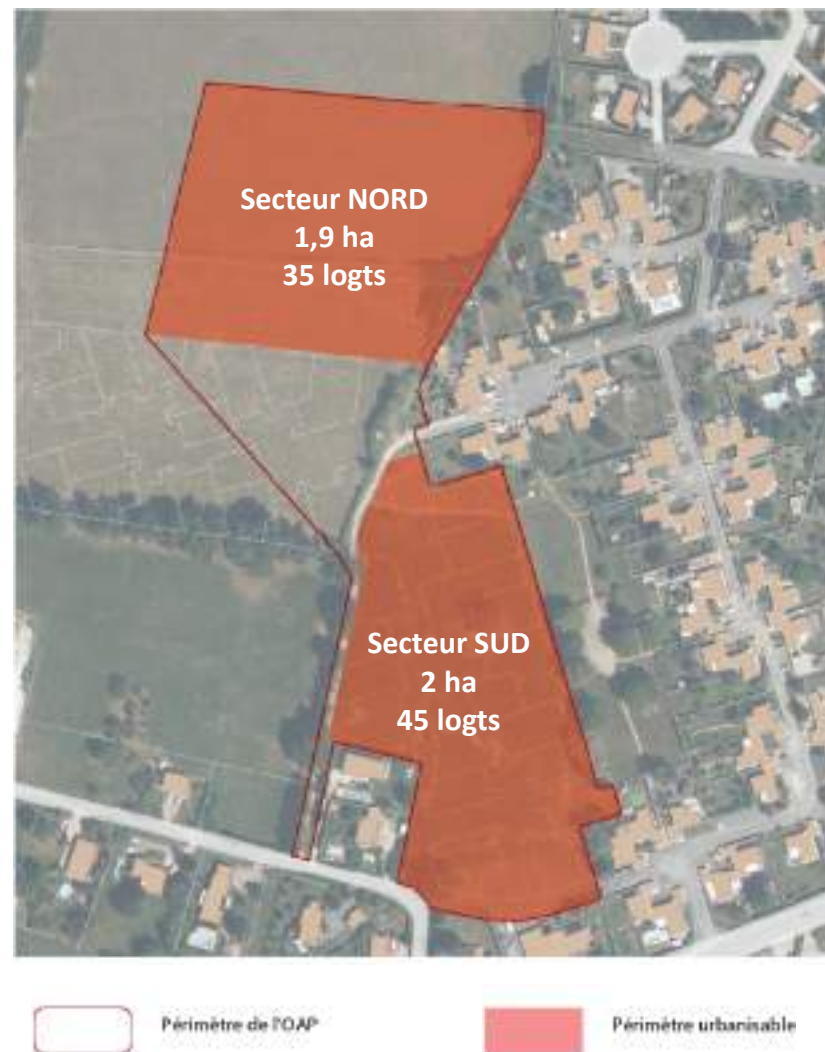 Secteur NORD
1,9 ha
35 logts
Secteur SUD
2 ha
45 logts
Périmètre de l'OAP
Périmètre urbanisable